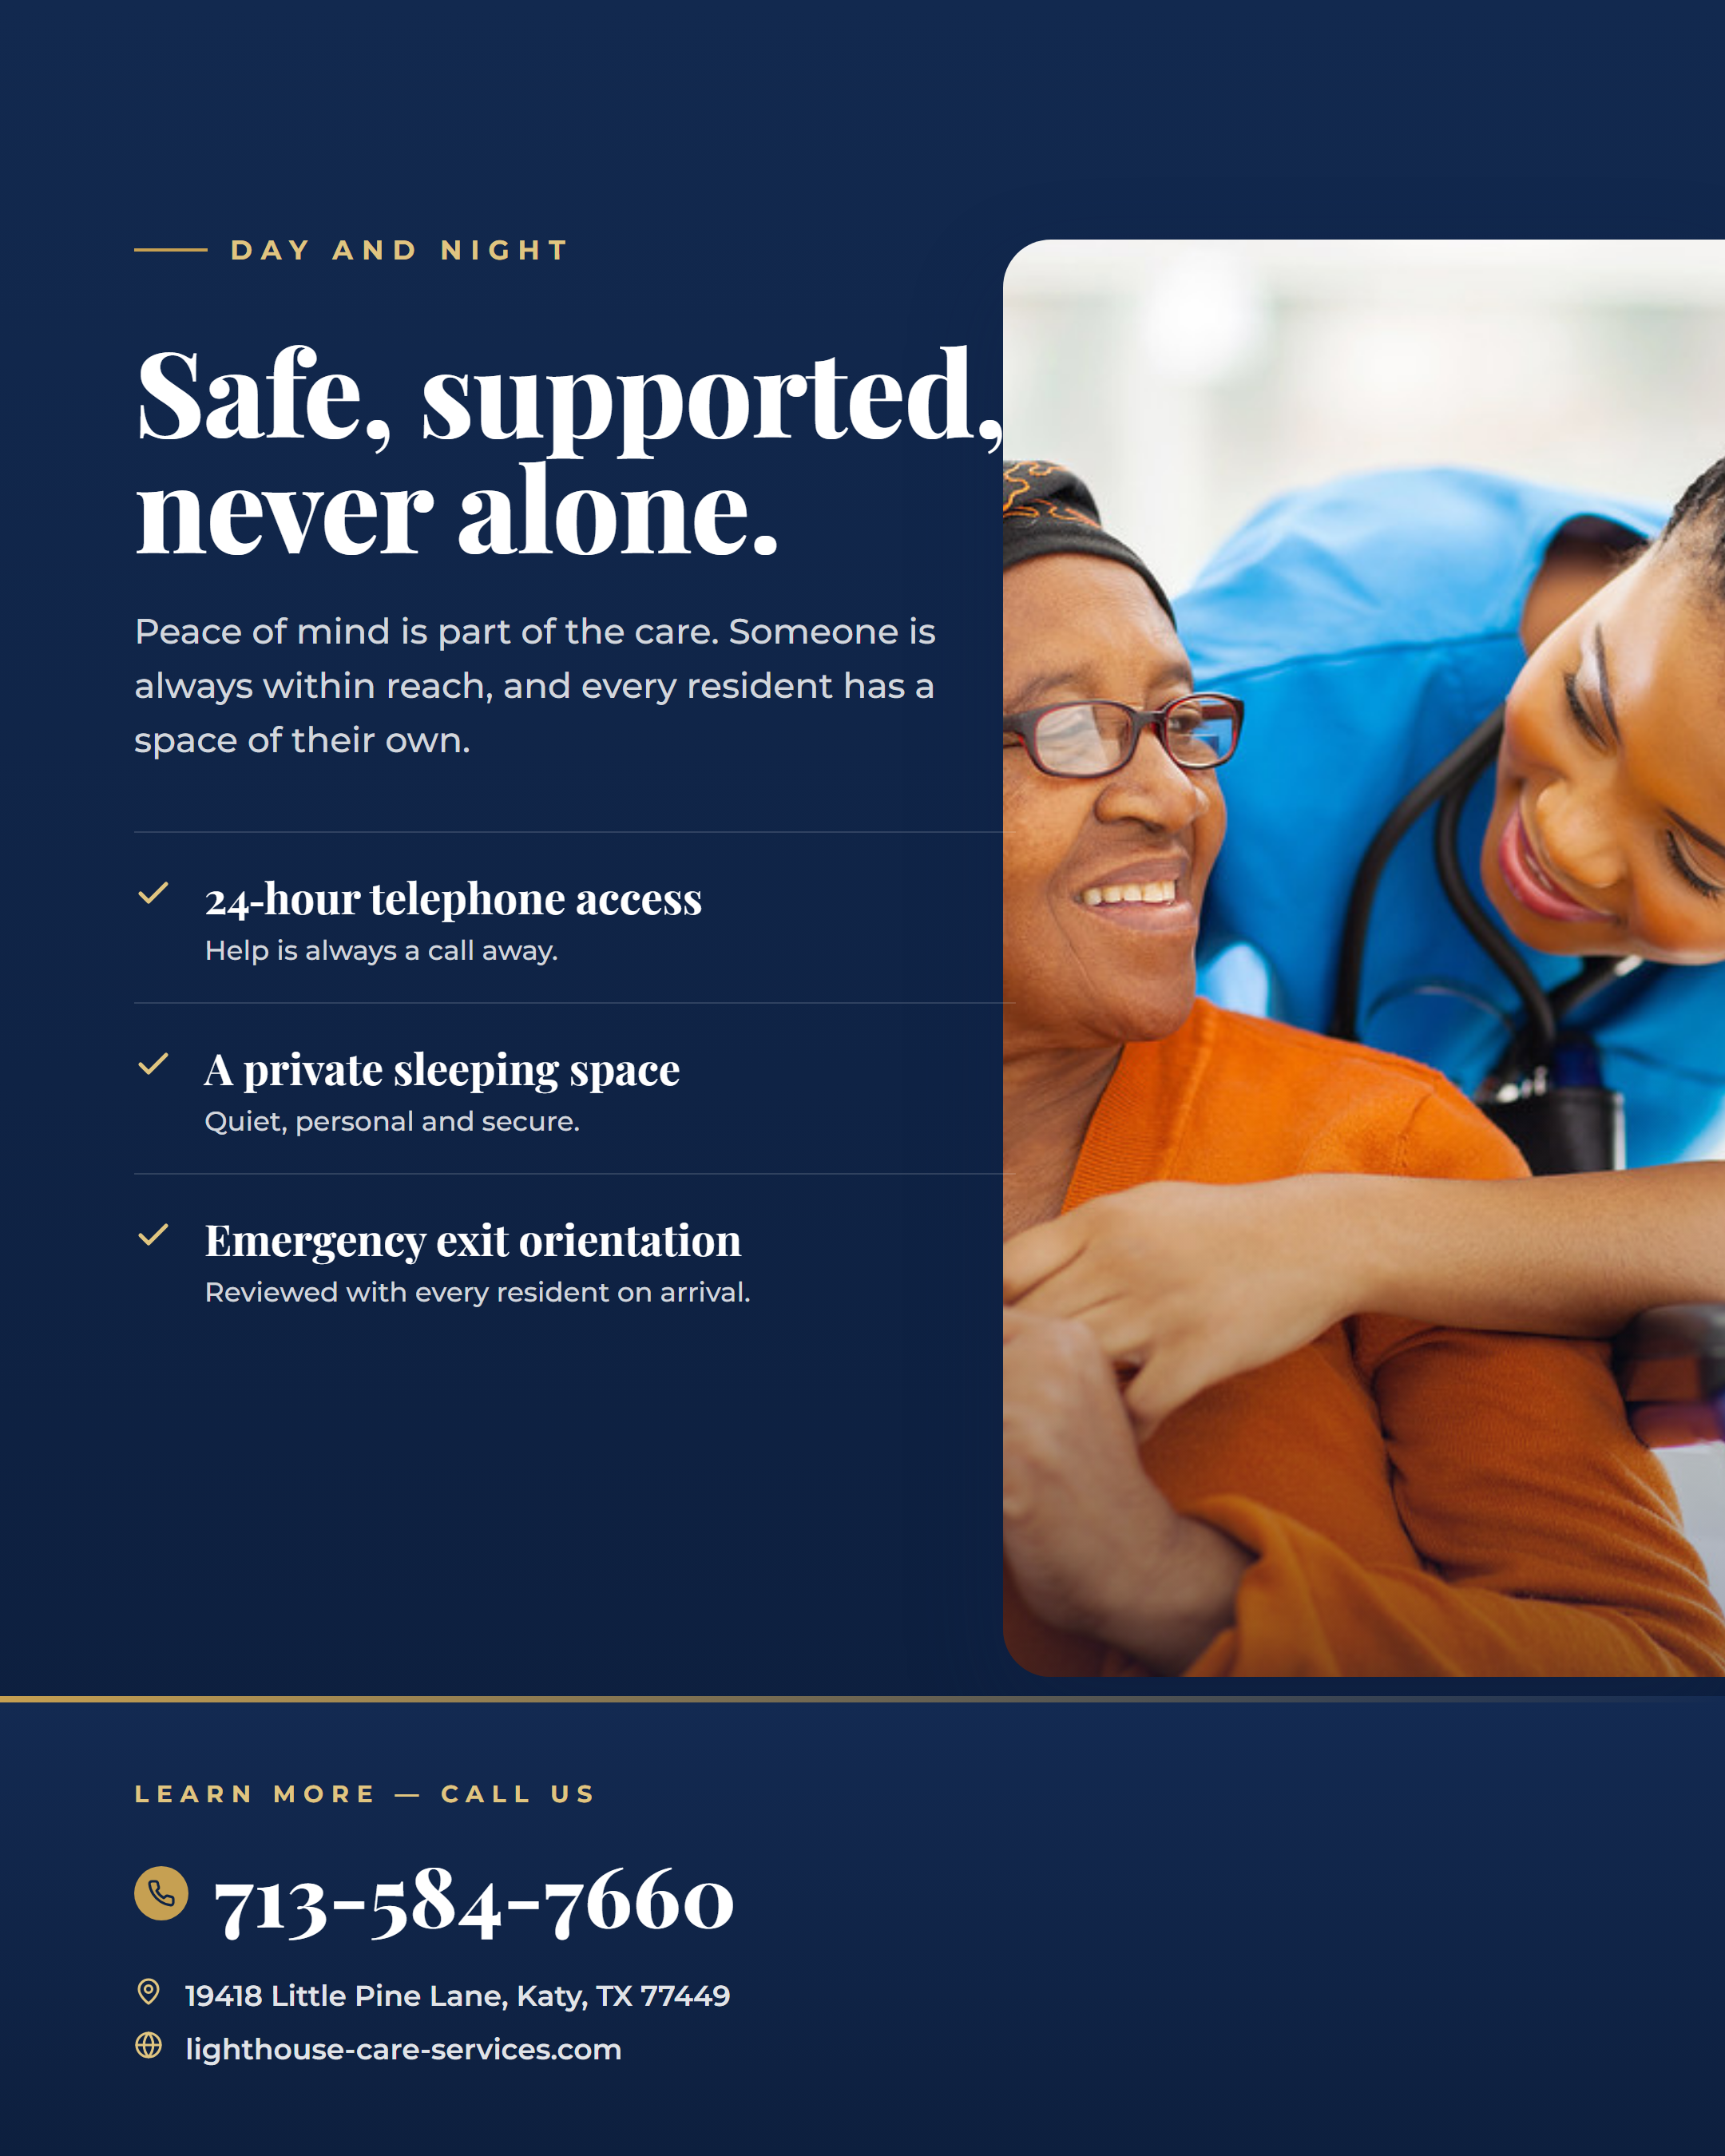 DAY AND NIGHT
Safe, supported,
never alone.
Peace of mind is part of the care. Someone is
always within reach, and every resident has a
space of their own.
24-hour telephone access
Help is always a call away.
A private sleeping space
Quiet, personal and secure.
Emergency exit orientation
Reviewed with every resident on arrival.
LEARN MORE — CALL US
713-584-7660
19418 Little Pine Lane, Katy, TX 77449
lighthouse-care-services.com